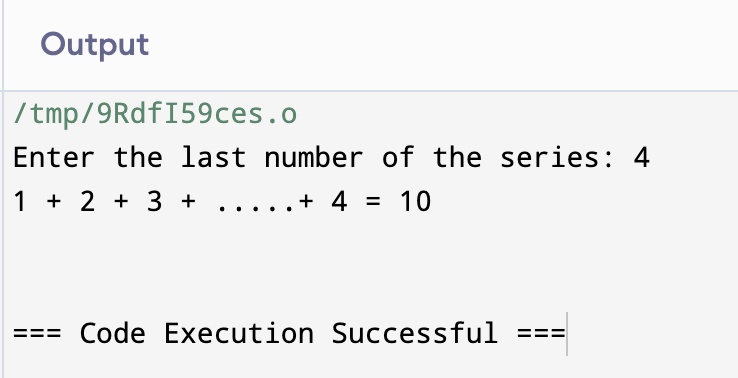 Output
/tmp/9RdfI59ces.o
Enter the last number of the series: 4
1 + 2 + 3 + .....+ 4 = 10
=== Code Execution Successful ===